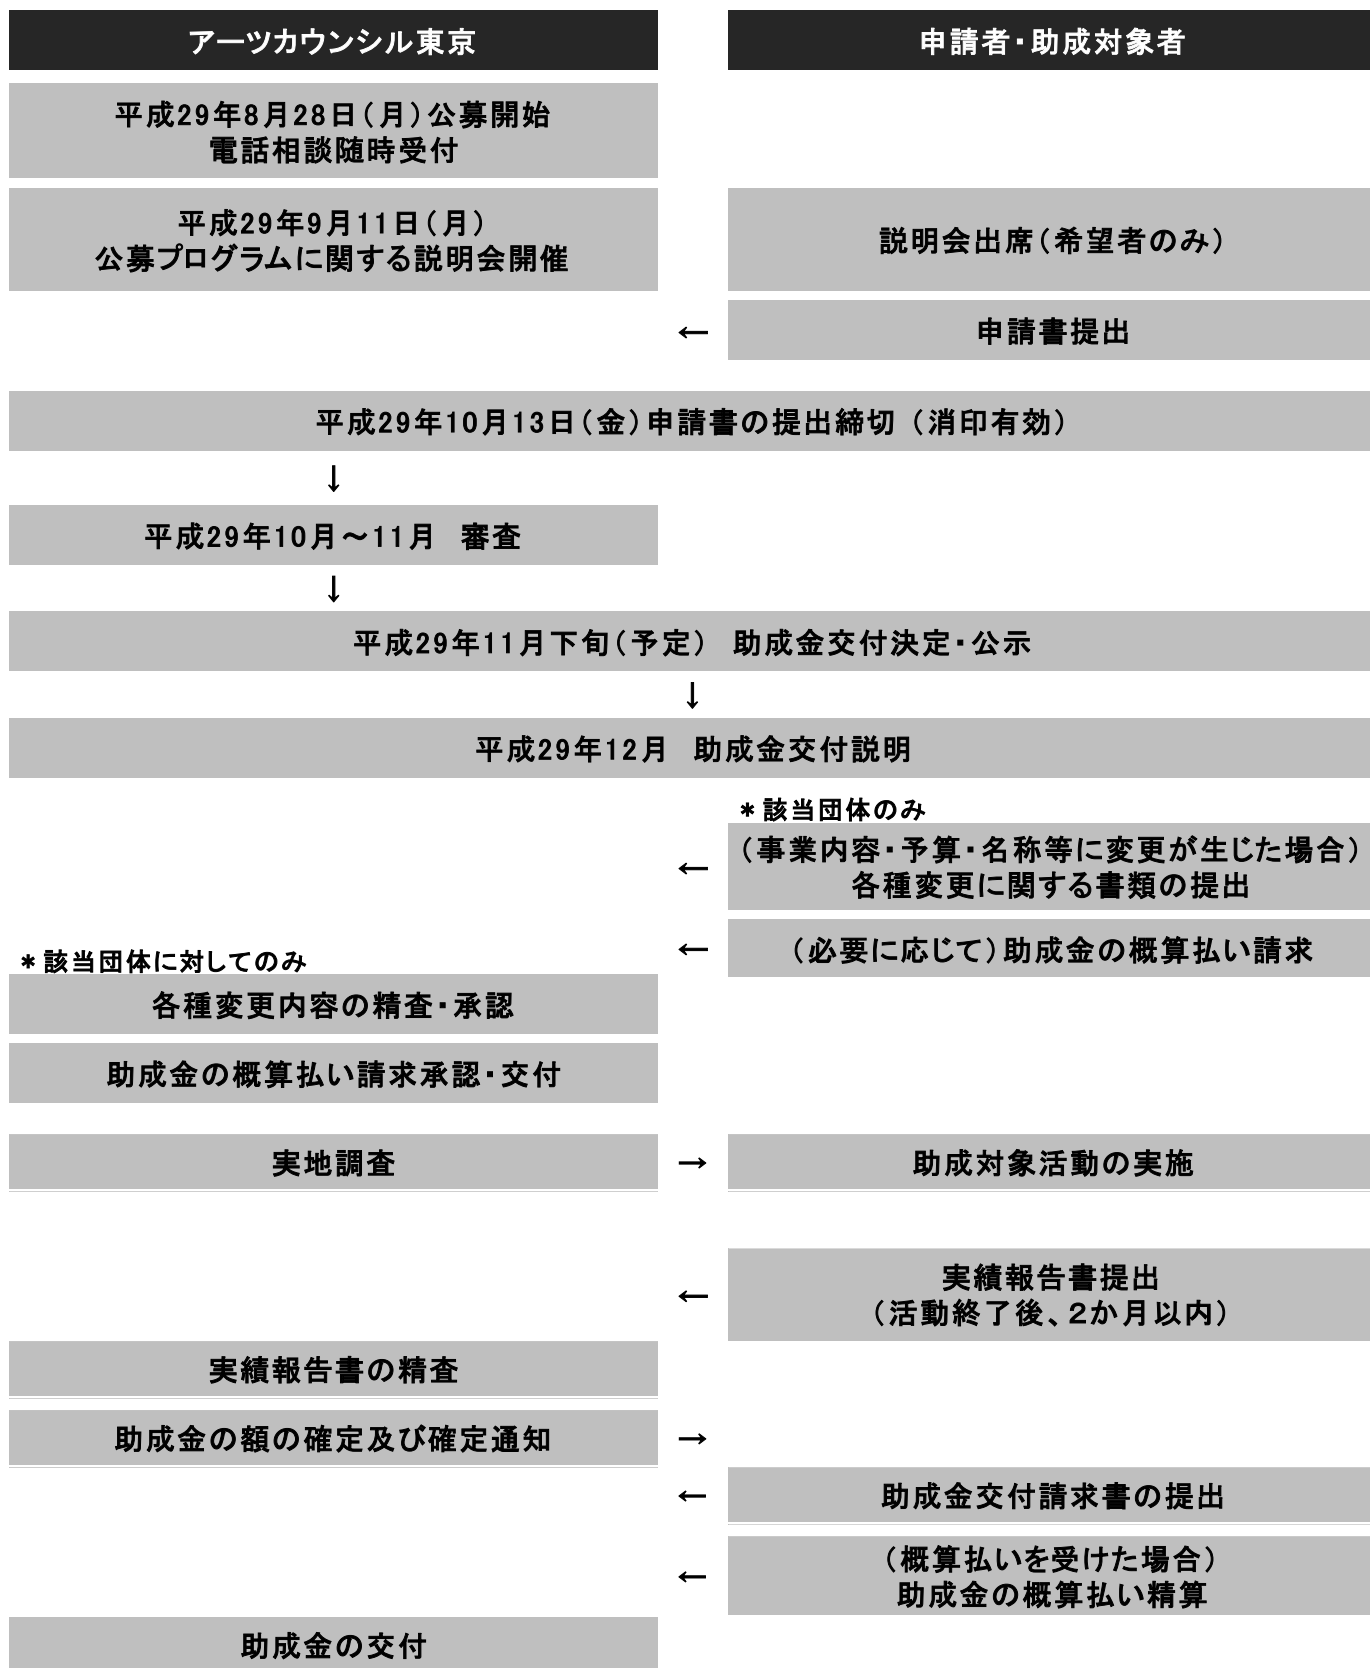 アーツカウンシル東京
申請者・助成対象者
平成29年8月28日（月）公募開始
電話相談随時受付
平成29年9月11日（月）
公募プログラムに関する説明会開催
説明会出席（希望者のみ）
← 申請書提出
平成29年10月13日（金）申請書の提出締切（消印有効）
↓
平成29年10月～11月　審査
↓
平成29年11月下旬（予定）　助成金交付決定・公示
↓
平成29年12月　助成金交付説明
＊該当団体のみ
（事業内容・予算・名称等に変更が生じた場合）
← 各種変更に関する書類の提出
← （必要に応じて）助成金の概算払い請求
＊該当団体に対してのみ
各種変更内容の精査・承認
助成金の概算払い請求承認・交付
実地調査 → 助成対象活動の実施
← 実績報告書提出
（活動終了後、2か月以内）
実績報告書の精査
助成金の額の確定及び確定通知 →
← 助成金交付請求書の提出
（概算払いを受けた場合）
← 助成金の概算払い精算
助成金の交付